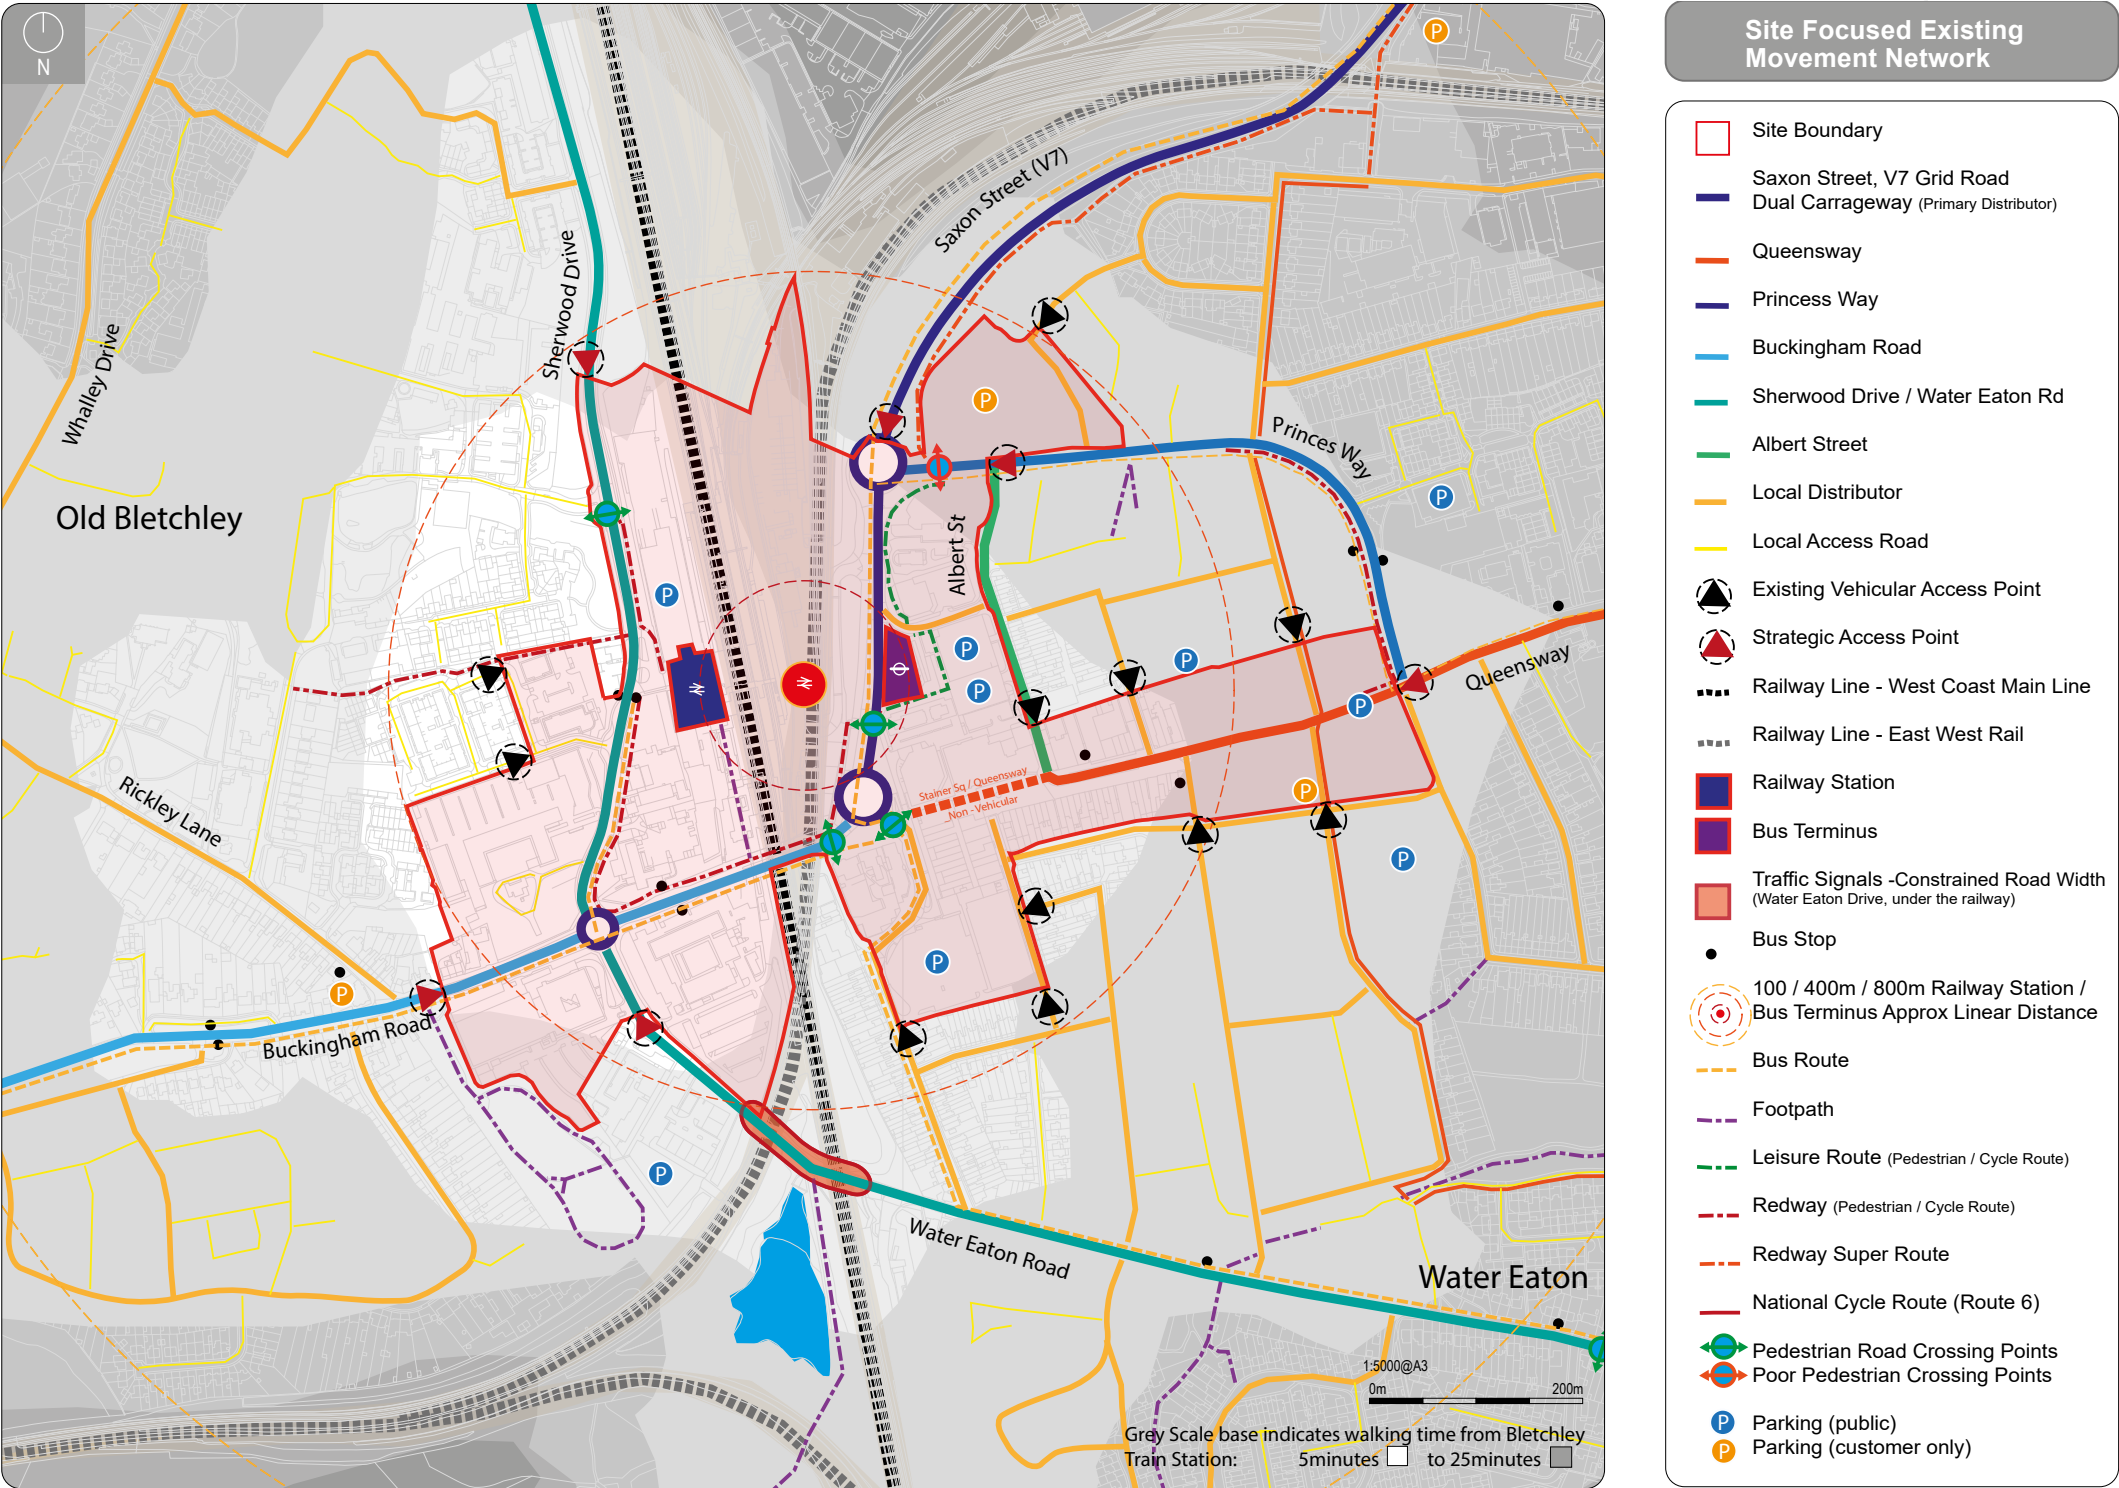 N
Saxon Street (V7)
Sherwood Drive
Whalley Drive
Old Bletchley
Princes Way
Albert St
Queensway
Rickley Lane
Stainer Sq / Queensway
Non - Vehicular
Buckingham Road
Water Eaton Road
Water Eaton
P
P
P
P
P
P
P
P
P
P
P
P
P
1:5000@A3
0m 200m
Grey Scale base indicates walking time from Bletchley
Train Station: 5minutes to 25minutes
Site Focused Existing
Movement Network
Site Boundary
Saxon Street, V7 Grid Road
Dual Carrageway (Primary Distributor)
Queensway
Princess Way
Buckingham Road
Sherwood Drive / Water Eaton Rd
Albert Street
Local Distributor
Local Access Road
Existing Vehicular Access Point
Strategic Access Point
Railway Line - West Coast Main Line
Railway Line - East West Rail
Railway Station
Bus Terminus
Traffic Signals -Constrained Road Width
(Water Eaton Drive, under the railway)
Bus Stop
100 / 400m / 800m Railway Station /
Bus Terminus Approx Linear Distance
Bus Route
Footpath
Leisure Route (Pedestrian / Cycle Route)
Redway (Pedestrian / Cycle Route)
Redway Super Route
National Cycle Route (Route 6)
Pedestrian Road Crossing Points
Poor Pedestrian Crossing Points
P Parking (public)
P Parking (customer only)